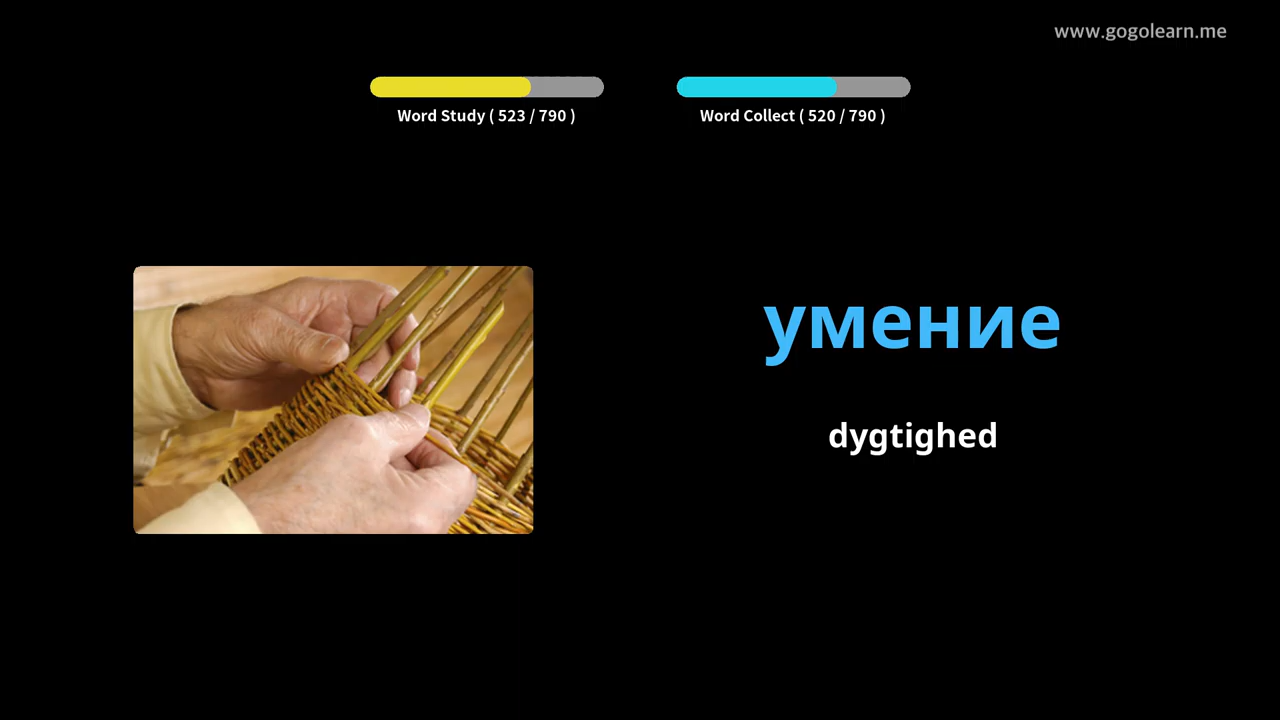 www.gogolearn.me
Word Study ( 523 / 790 )
Word Collect ( 520 / 790 )
умение
dygtighed